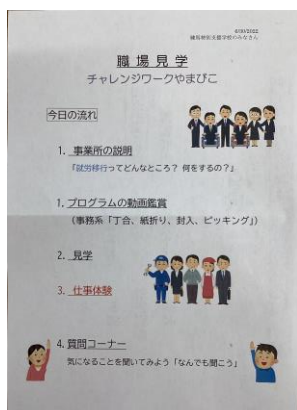 職場見学
チャレンジワークやまびこ
今日の流れ
1. 事業所の説明
「就労移行ってどんなところ? 何をするの?」
1. プログラムの動画鑑賞
(事務系「丁合、紙折り、封入、ピッキング」)
2. 見学
3. 仕事体験
4. 質問コーナー
気になることを聞いてみよう「なんでも聞こう」